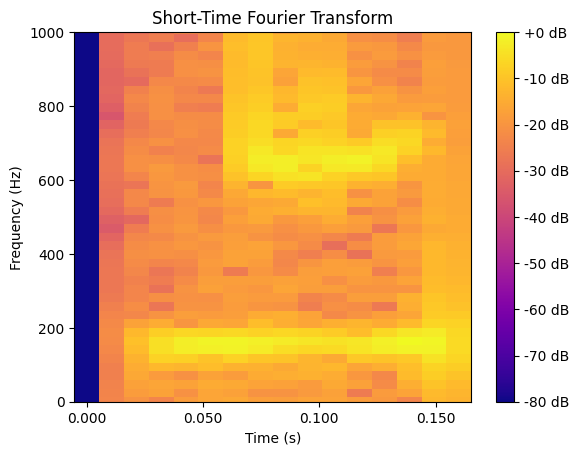 Short-Time Fourier Transform
1000
800
600
400
200
0
Frequency (Hz)
0.000
0.050
0.100
0.150
Time (s)
+0 dB
-10 dB
-20 dB
-30 dB
-40 dB
-50 dB
-60 dB
-70 dB
-80 dB